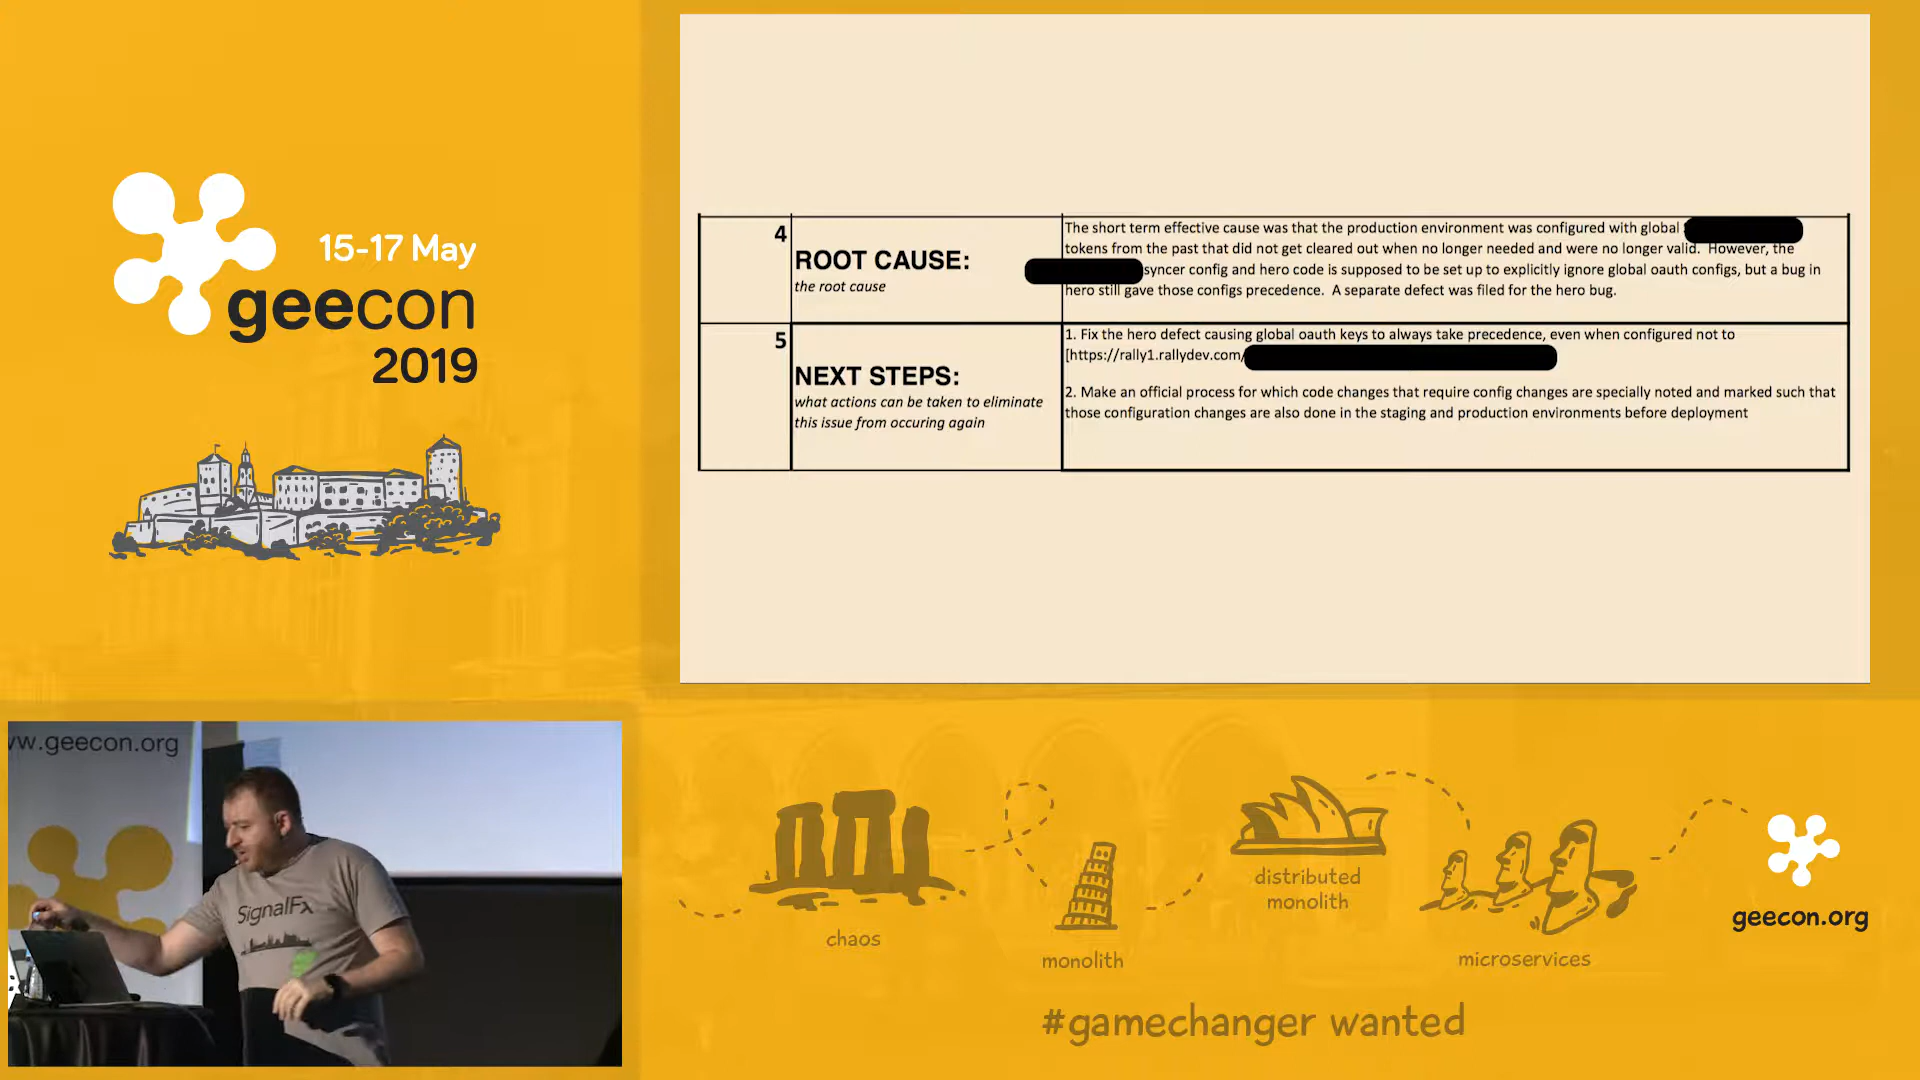 15-17 May
geecon
2019
4
ROOT CAUSE:
the root cause
The short term effective cause was that the production environment was configured with global
tokens from the past that did not get cleared out when no longer needed and were no longer valid. However, the
syncer config and hero code is supposed to be set up to explicitly ignore global oauth configs, but a bug in
hero still gave those configs precedence. A separate defect was filed for the hero bug.
5
NEXT STEPS:
what actions can be taken to eliminate
this issue from occuring again
1. Fix the hero defect causing global oauth keys to always take precedence, even when configured not to
[https://rally1.rallydev.com/
2. Make an official process for which code changes that require config changes are specially noted and marked such that
those configuration changes are also done in the staging and production environments before deployment
w.geecon.org
SignalFx
chaos
monolith
distributed
monolith
microservices
geecon.org
#gamechanger wanted